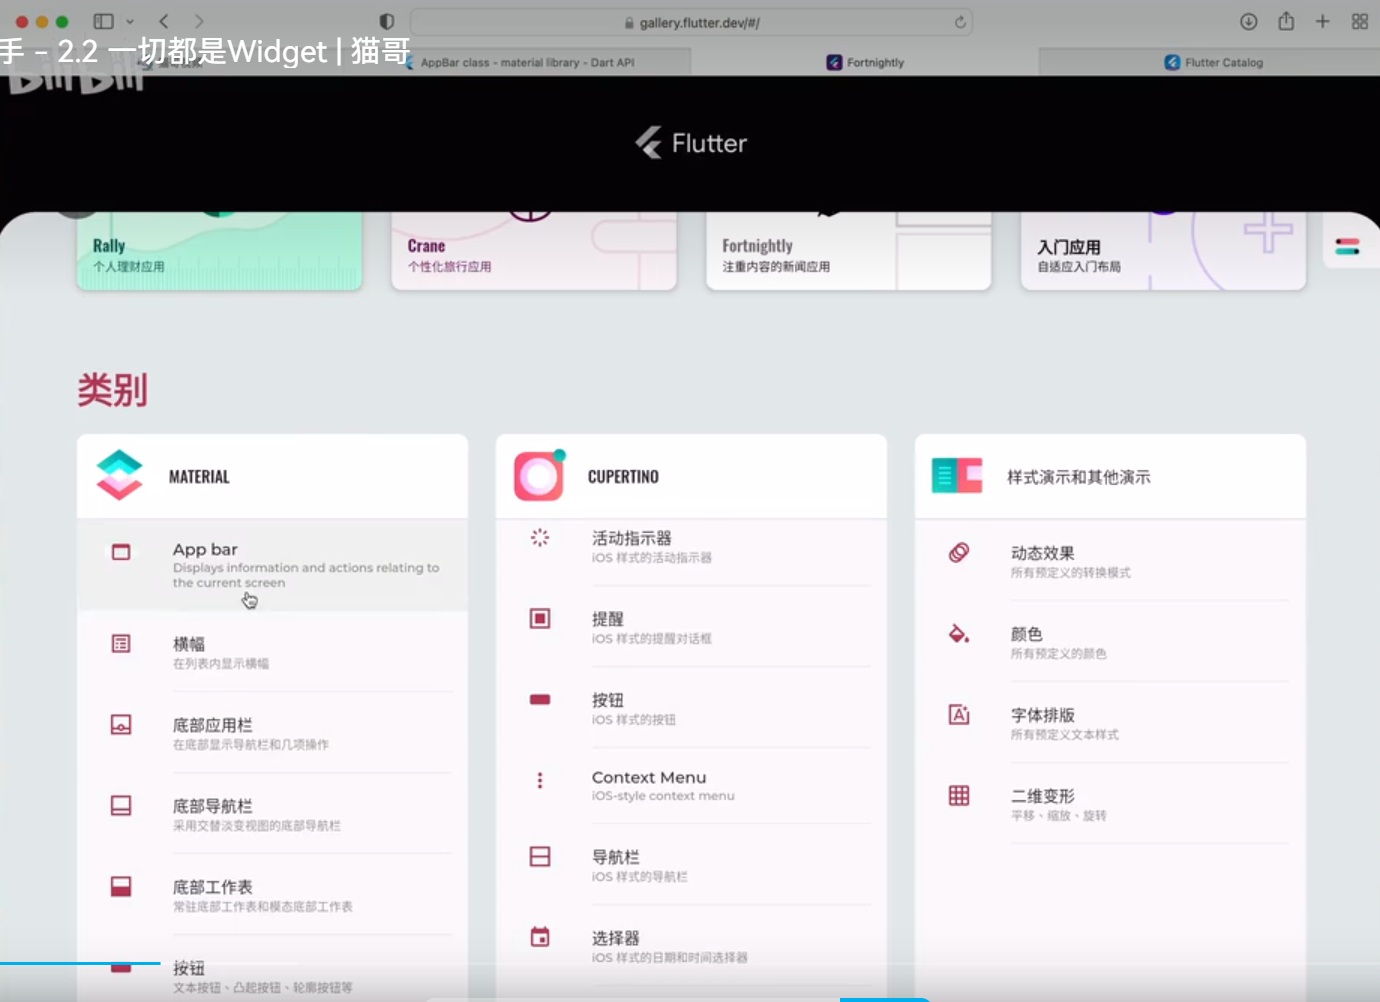 gallery.flutter.dev/#/
手 - 2.2 一切都是Widget | 猫哥
AppBar class - material library - Dart API
Fortnightly
Flutter Catalog
bilibili
Flutter
Rally
个人理财应用
Crane
个性化旅行应用
Fortnightly
注重内容的新闻应用
入门应用
自适应入门布局
类别
MATERIAL
App bar
Displays information and actions relating to
the current screen
横幅
在列表内显示横幅
底部应用栏
在底部显示导航栏和几项操作
底部导航栏
采用交替淡变视图的底部导航栏
底部工作表
常驻底部工作表和模态底部工作表
按钮
文本按钮、凸起按钮、轮廓按钮等
CUPERTINO
活动指示器
iOS 样式的活动指示器
提醒
iOS 样式的提醒对话框
按钮
iOS 样式的按钮
Context Menu
iOS-style context menu
导航栏
iOS 样式的导航栏
选择器
iOS 样式的日期和时间选择器
样式演示和其他演示
动态效果
所有预定义的转换模式
颜色
所有预定义的颜色
字体排版
所有预定义文本样式
二维变形
平移、缩放、旋转